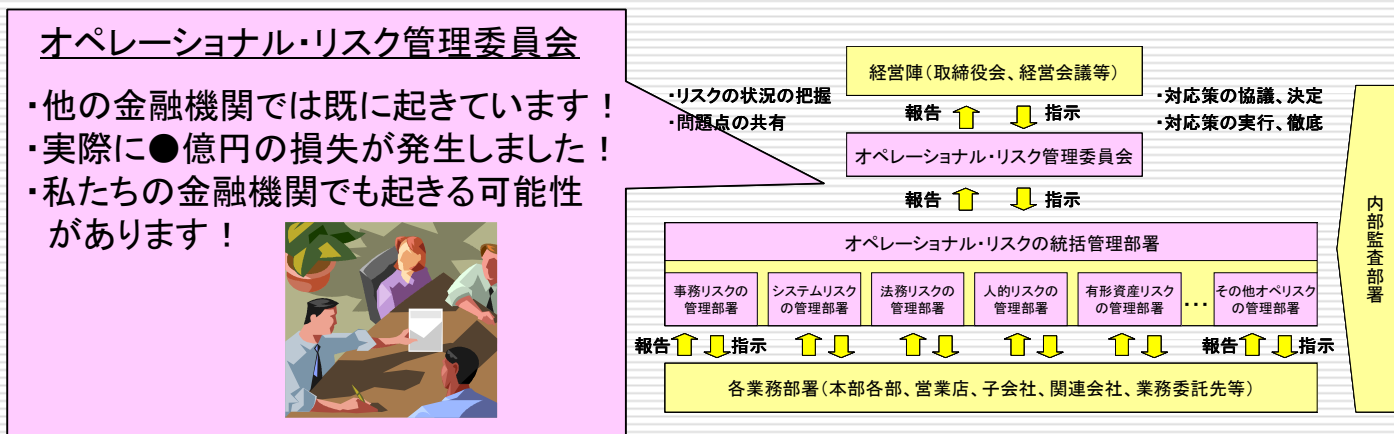 オペレーショナル・リスク管理委員会
・他の金融機関では既に起きています！
・実際に●億円の損失が発生しました！
・私たちの金融機関でも起きる可能性
があります！
経営陣（取締役会、経営会議等）
・リスクの状況の把握
・問題点の共有
報告
指示
・対応策の協議、決定
・対応策の実行、徹底
オペレーショナル・リスク管理委員会
報告
指示
オペレーショナル・リスクの統括管理部署
事務リスクの
管理部署
システムリスク
の管理部署
法務リスクの
管理部署
人的リスクの
管理部署
有形資産リスク
の管理部署
・・・
その他オペリスク
の管理部署
報告
指示
報告
指示
各業務部署（本部各部、営業店、子会社、関連会社、業務委託先等）
内部監査部署